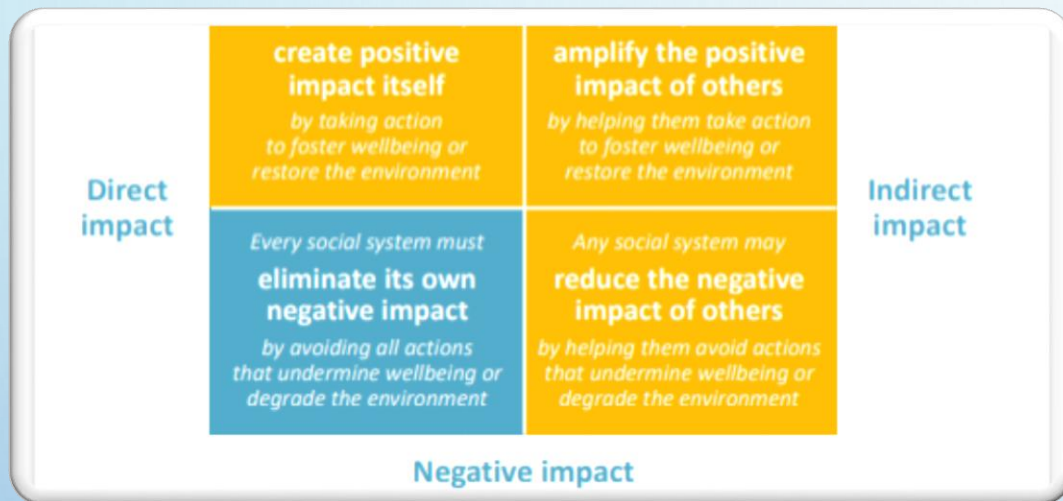 create positive
impact itself
by taking action
to foster wellbeing or
restore the environment
amplify the positive
impact of others
by helping them take action
to foster wellbeing or
restore the environment
Direct
impact
Indirect
impact
Every social system must
eliminate its own
negative impact
by avoiding all actions
that undermine wellbeing or
degrade the environment
Any social system may
reduce the negative
impact of others
by helping them avoid actions
that undermine wellbeing or
degrade the environment
Negative impact